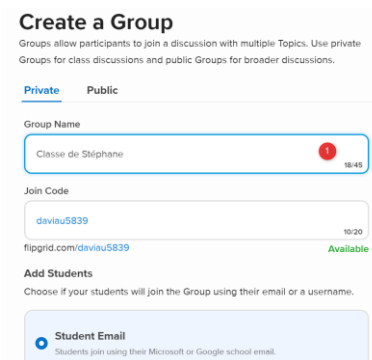 Create a Group
Groups allow participants to join a discussion with multiple Topics. Use private
Groups for class discussions and public Groups for broader discussions.
Private Public
Group Name
Classe de Stéphane
1
18/45
Join Code
daviau5839
10/20
flipgrid.com/daviau5839 Available
Add Students
Choose if your students will join the Group using their email or a username.
Student Email
Students join using their Microsoft or Google school email.